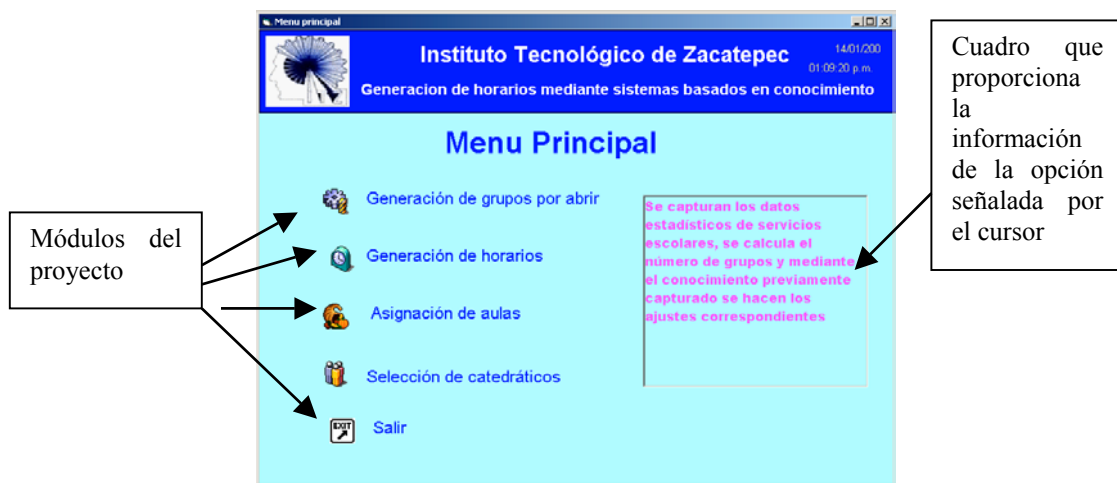 Menu principal
Instituto Tecnológico de Zacatepec
14/01/200
01:09:20 p.m.
Generacion de horarios mediante sistemas basados en conocimiento
Menu Principal
Generación de grupos por abrir
Generación de horarios
Asignación de aulas
Selección de catedráticos
EXIT
Salir
Se capturan los datos
estadísticos de servicios
escolares, se calcula el
número de grupos y mediante
el conocimiento previamente
capturado se hacen los
ajustes correspondientes
Módulos del
proyecto
Cuadro que
proporciona
la
información
de la opción
señalada por
el cursor